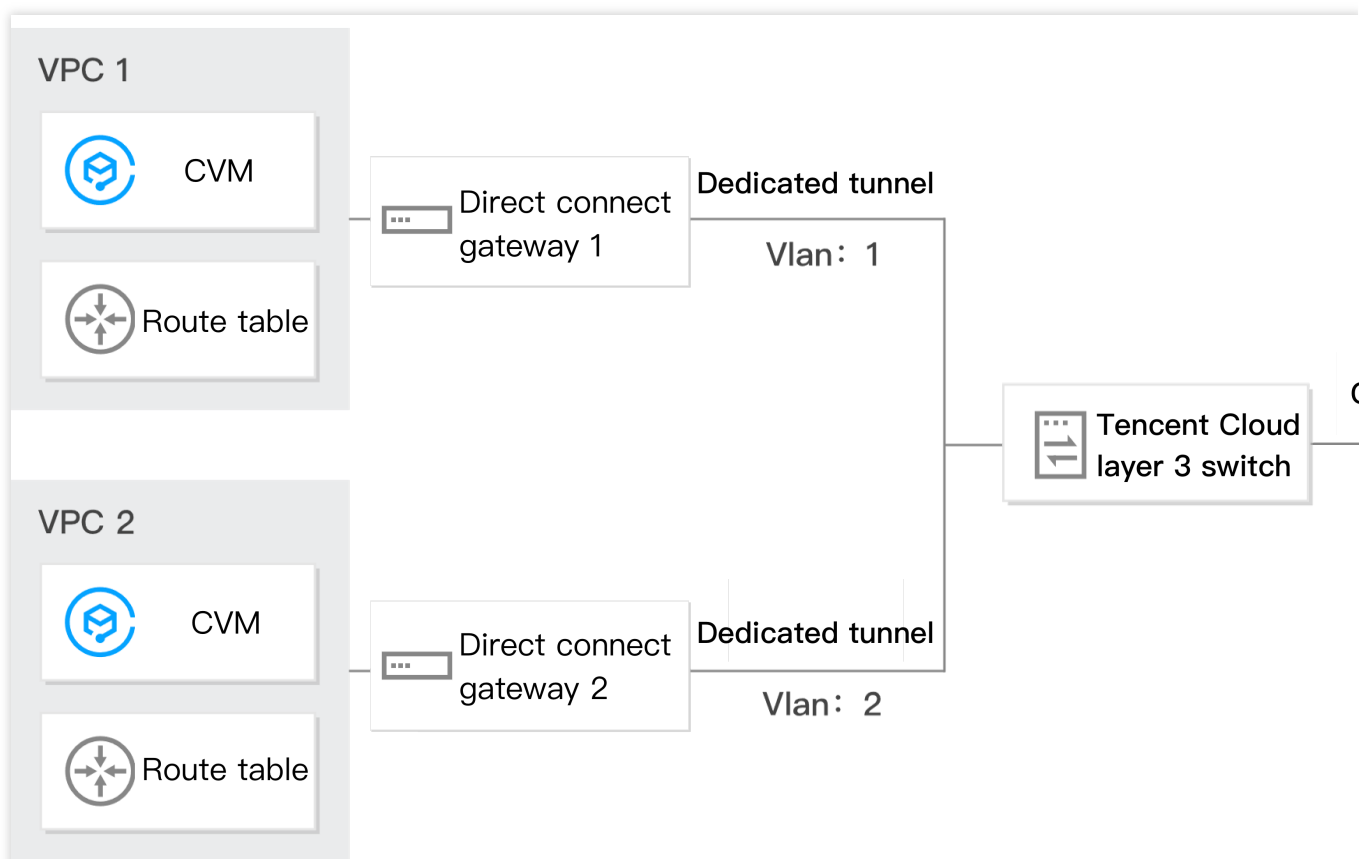 VPC 1
CVM
Route table
Direct connect
gateway 1
Dedicated tunnel
Vlan：1
Tencent Cloud
layer 3 switch
VPC 2
CVM
Route table
Direct connect
gateway 2
Dedicated tunnel
Vlan：2